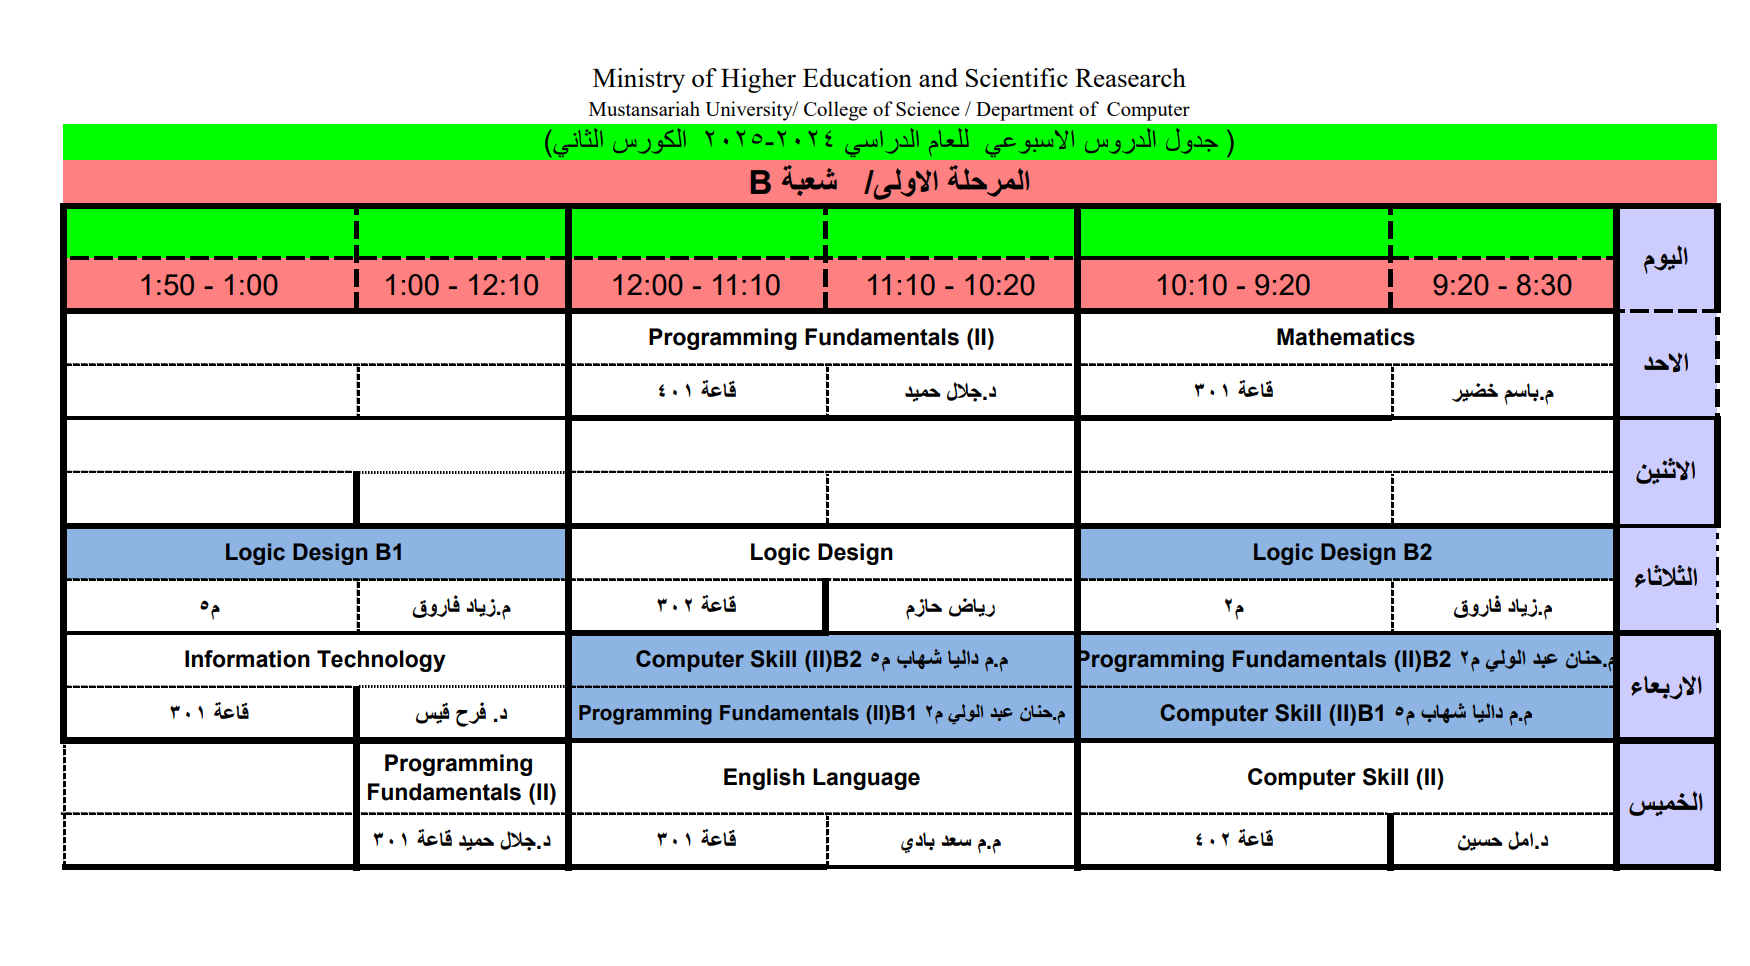 Ministry of Higher Education and Scientific Reasearch
Mustansariah University/ College of Science / Department of Computer
( جدول الدروس الاسبوعي للعام الدراسي ٢٠٢٤-٢٠٢٥ الكورس الثاني)
المرحلة الاولى/ شعبة B
اليوم
9:20 - 8:30
10:10 - 9:20
11:10 - 10:20
12:00 - 11:10
1:00 - 12:10
1:50 - 1:00
الاحد
Mathematics
م.باسم خضير
قاعة ٣٠١
Programming Fundamentals (II)
د.جلال حميد
قاعة ٤٠١
الاثنين
الثلاثاء
Logic Design B2
م.زياد فاروق
م٢
Logic Design
رياض حازم
قاعة ٣٠٢
Logic Design B1
م.زياد فاروق
م٥
الاربعاء
Programming Fundamentals (II)B2 م.حنان عبد الولي م٢
Computer Skill (II)B1 م.م داليا شهاب م٥
Computer Skill (II)B2 م.م داليا شهاب م٥
Programming Fundamentals (II)B1 م.حنان عبد الولي م٢
Information Technology
د. فرح قيس
قاعة ٣٠١
الخميس
Computer Skill (II)
د.امل حسين
قاعة ٤٠٢
English Language
م.م سعد بادي
قاعة ٣٠١
Programming
Fundamentals (II)
د.جلال حميد قاعة ٣٠١